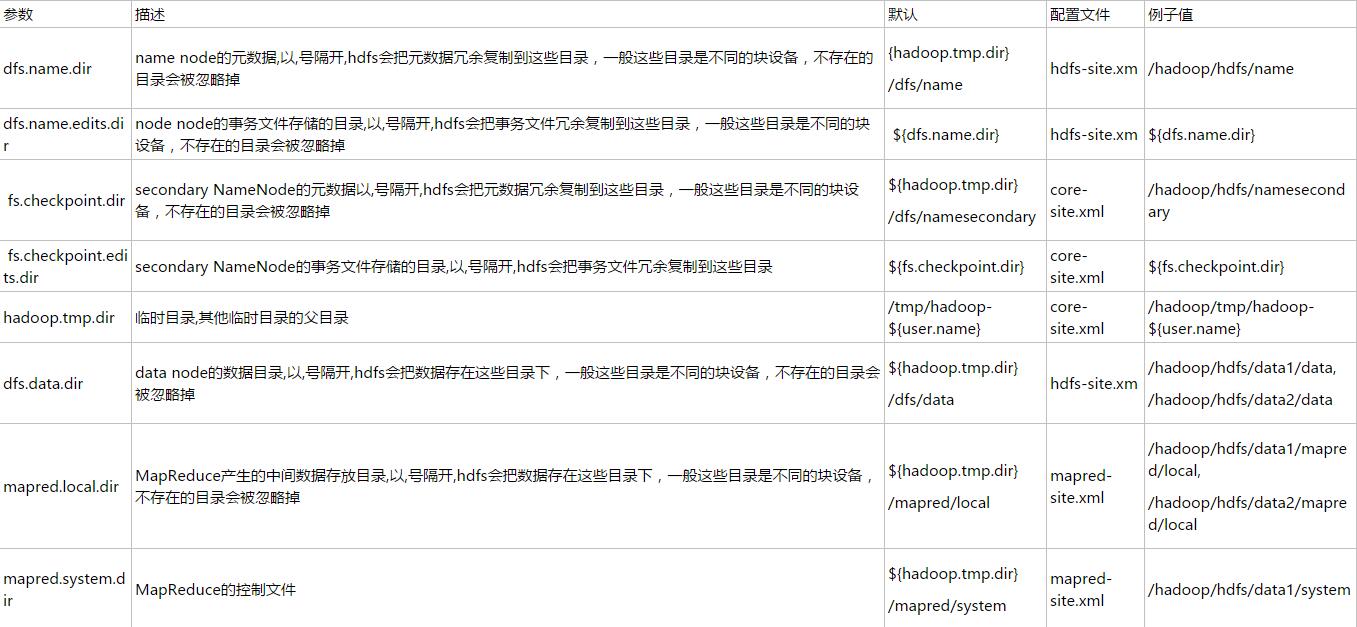 参数 描述 默认 配置文件 例子值
dfs.name.dir
name node的元数据,以,号隔开,hdfs会把元数据冗余复制到这些目录，一般这些目录是不同的块设备，不存在的
目录会被忽略掉
{hadoop.tmp.dir}
/dfs/name
hdfs-site.xm
/hadoop/hdfs/name
dfs.name.edits.di
r
node node的事务文件存储的目录,以,号隔开,hdfs会把事务文件冗余复制到这些目录，一般这些目录是不同的块
设备，不存在的目录会被忽略掉
${dfs.name.dir}
hdfs-site.xm
${dfs.name.dir}
fs.checkpoint.dir
secondary NameNode的元数据以,号隔开,hdfs会把元数据冗余复制到这些目录，一般这些目录是不同的块设
备，不存在的目录会被忽略掉
${hadoop.tmp.dir}
/dfs/namesecondary
core-
site.xml
/hadoop/hdfs/namesecond
ary
fs.checkpoint.edi
ts.dir
secondary NameNode的事务文件存储的目录,以,号隔开,hdfs会把事务文件冗余复制到这些目录
${fs.checkpoint.dir}
core-
site.xml
${fs.checkpoint.dir}
hadoop.tmp.dir
临时目录,其他临时目录的父目录
/tmp/hadoop-
${user.name}
core-
site.xml
/hadoop/tmp/hadoop-
${user.name}
dfs.data.dir
data node的数据目录,以,号隔开,hdfs会把数据存在这些目录下，一般这些目录是不同的块设备，不存在的目录会
被忽略掉
${hadoop.tmp.dir}
/dfs/data
hdfs-site.xm
/hadoop/hdfs/data1/data,
/hadoop/hdfs/data2/data
mapred.local.dir
MapReduce产生的中间数据存放目录,以,号隔开,hdfs会把数据存在这些目录下，一般这些目录是不同的块设备，
不存在的目录会被忽略掉
${hadoop.tmp.dir}
/mapred/local
mapred-
site.xml
/hadoop/hdfs/data1/mapre
d/local,
/hadoop/hdfs/data2/mapre
d/local
mapred.system.d
ir
MapReduce的控制文件
${hadoop.tmp.dir}
/mapred/system
mapred-
site.xml
/hadoop/hdfs/data1/system